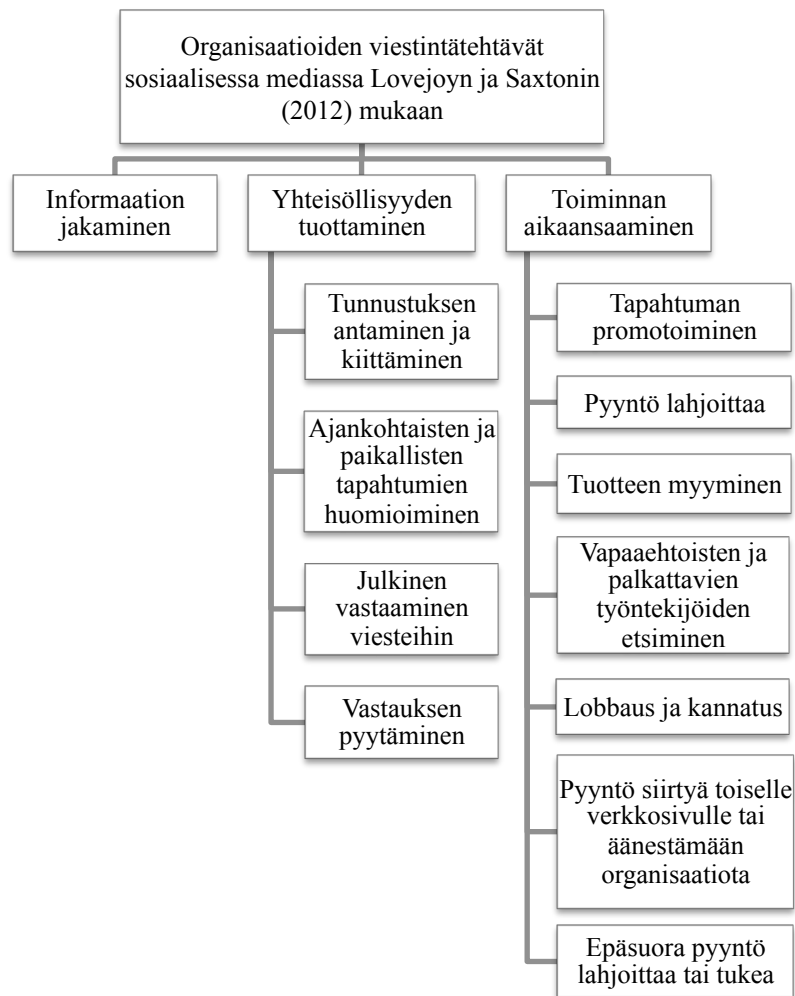 Organisaatioiden viestintätehtävät
sosiaalisessa mediassa Lovejoyn ja Saxtonin
(2012) mukaan
Informaation
jakaminen
Yhteisöllisyyden
tuottaminen
Tunnustuksen
antaminen ja
kiittäminen
Ajankohtaisten ja
paikallisten
tapahtumien
huomioiminen
Julkinen
vastaaminen
viesteihin
Vastauksen
pyytäminen
Toiminnan
aikaansaaminen
Tapahtuman
promotoiminen
Pyyntö lahjoittaa
Tuotteen myyminen
Vapaaehtoisten ja
palkattavien
työntekijöiden
etsiminen
Lobbaus ja kannatus
Pyyntö siirtyä toiselle
verkkosivulle tai
äänestämään
organisaatiota
Epäsuora pyyntö
lahjoittaa tai tukea